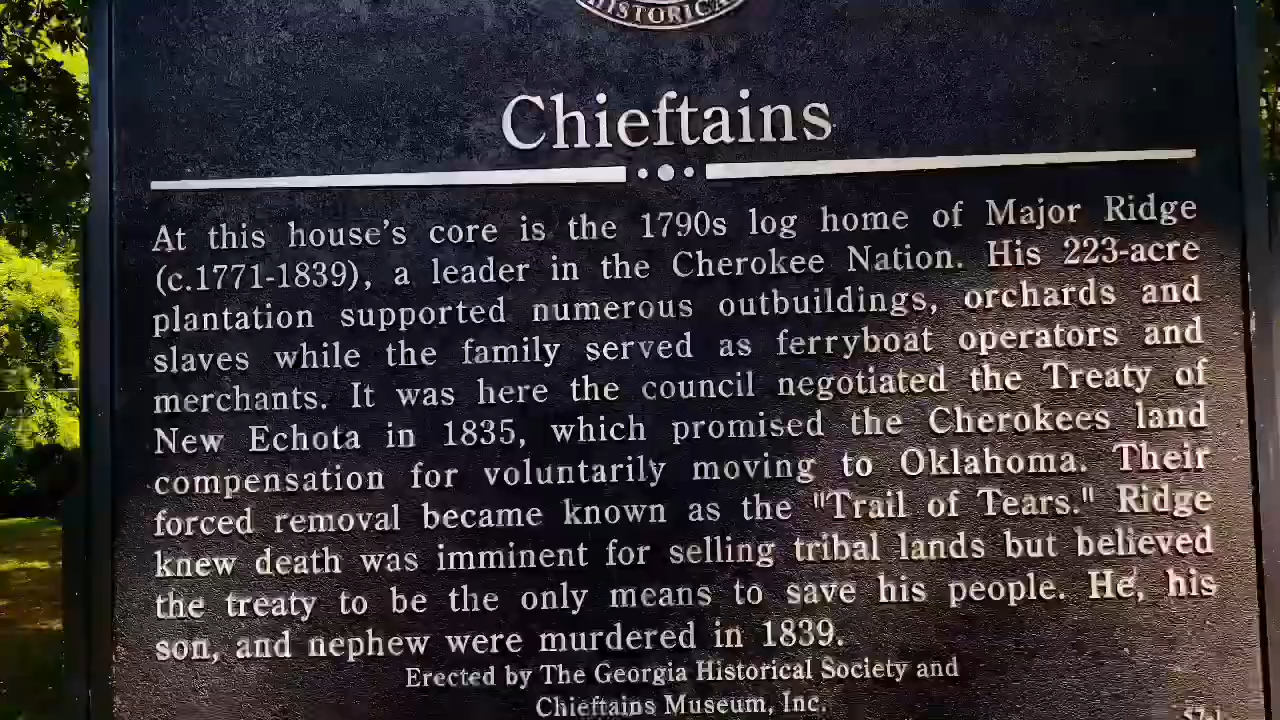 HISTORICA
Chieftains
At this house's core is the 1790s log home of Major Ridge
(c.1771-1839), a leader in the Cherokee Nation. His 223-acre
plantation supported numerous outbuildings, orchards and
slaves while the family served as ferryboat operators and
merchants. It was here the council negotiated the Treaty of
New Echota in 1835, which promised the Cherokees land
compensation for voluntarily moving to Oklahoma. Their
forced removal became known as the "Trail of Tears." Ridge
knew death was imminent for selling tribal lands but believed
the treaty to be the only means to save his people. He, his
son, and nephew were murdered in 1839.
Erected by The Georgia Historical Society and
Chieftains Museum, Inc.